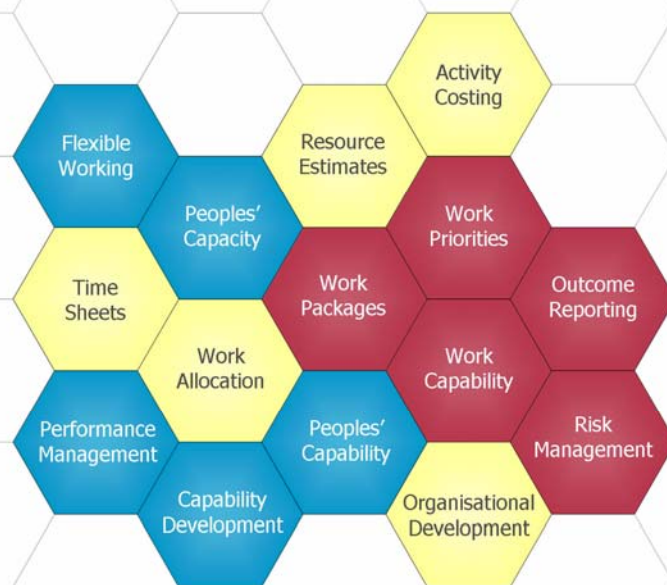 Activity
Costing
Flexible
Working
Resource
Estimates
Peoples'
Capacity
Work
Priorities
Time
Sheets
Work
Packages
Outcome
Reporting
Work
Allocation
Work
Capability
Performance
Management
Peoples'
Capability
Risk
Management
Capability
Development
Organisational
Development